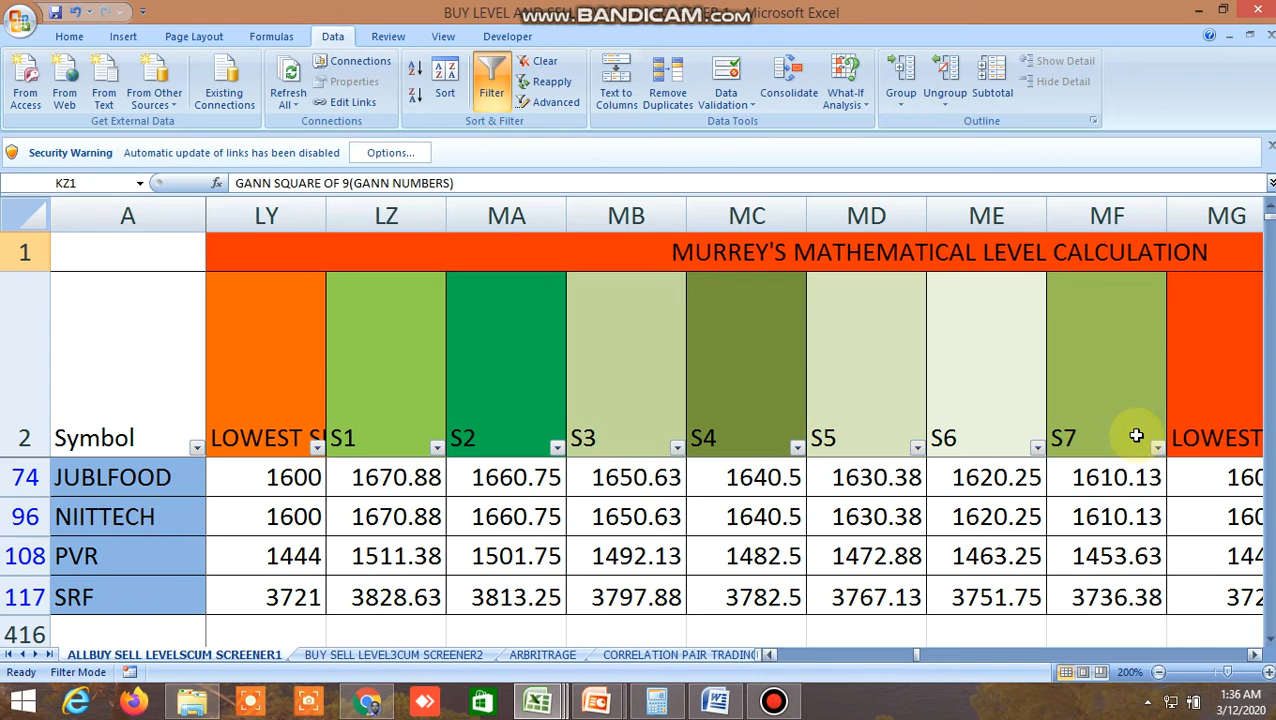 BUY LEVEL AND SE
www.BANDICAM.com
- Microsoft Excel
Home Insert Page Layout Formulas Data Review View Developer
From Access
From Web
From Text
From Other Sources
Existing Connections
Get External Data
Refresh All
Connections
Properties
Edit Links
Connections
Sort
Filter
Clear
Reapply
Advanced
Sort & Filter
Text to Columns
Remove Duplicates
Data Validation
Consolidate
What-If Analysis
Data Tools
Group
Ungroup
Subtotal
Show Detail
Hide Detail
Outline
Security Warning Automatic update of links has been disabled Options...
KZ1 fx GANN SQUARE OF 9(GANN NUMBERS)
A LY LZ MA MB MC MD ME MF MG
1 MURREY'S MATHEMATICAL LEVEL CALCULATION
2 Symbol LOWEST S S1 S2 S3 S4 S5 S6 S7 LOWEST
74 JUBLFOOD 1600 1670.88 1660.75 1650.63 1640.5 1630.38 1620.25 1610.13 160
96 NIITTECH 1600 1670.88 1660.75 1650.63 1640.5 1630.38 1620.25 1610.13 160
108 PVR 1444 1511.38 1501.75 1492.13 1482.5 1472.88 1463.25 1453.63 144
117 SRF 3721 3828.63 3813.25 3797.88 3782.5 3767.13 3751.75 3736.38 372
416
ALLBUY SELL LEVELSCUM SCREENER1 BUY SELL LEVEL3CUM SCREENER2 ARBITRAGE CORRELATION PAIR TRADING
Ready Filter Mode 200%
1:36 AM
3/12/2020